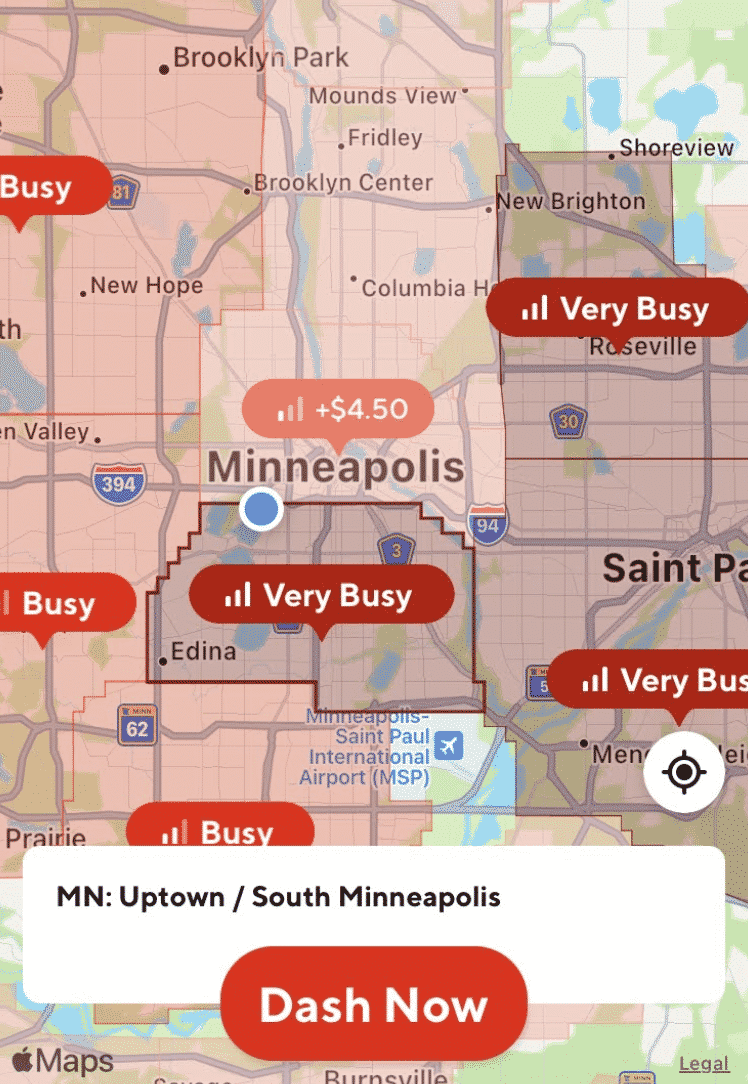 Brooklyn Park
Mounds View
Fridley
Shoreview
Busy
81
Brooklyn Center
New Brighton
New Hope
Columbia H
Very Busy
th
Roseville
+$4.50
30
en Valley
Minneapolis
394
94
3
Saint Pa
Busy
Very Busy
Edina
Very Bus
5
MINN
62
Minneapolis-
Saint Paul
International
Airport (MSP)
Men
Prairie
Busy
MN: Uptown / South Minneapolis
Dash Now
Maps
Legal
Burnsville